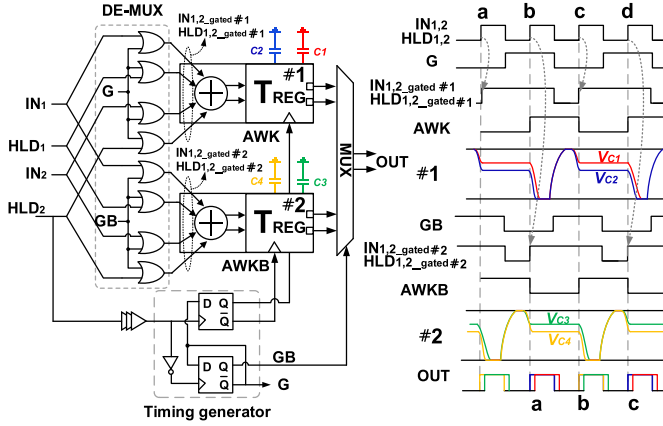 DE-MUX
IN1,2_gated#1
HLD1,2_gated#1
C2
C1
G
IN1
HLD1
IN2
HLD2
GB
#1
TREG
AWK
IN1,2_gated#2
HLD1,2_gated#2
C4
C3
#2
TREG
AWKB
MUX
OUT
D Q
Q
D Q
Q
GB
G
Timing generator
a b c d
IN1,2
HLD1,2
G
IN1,2_gated#1
HLD1,2_gated#1
AWK
#1
VC1
VC2
GB
IN1,2_gated#2
HLD1,2_gated#2
AWKB
#2
VC3
VC4
OUT
a b c